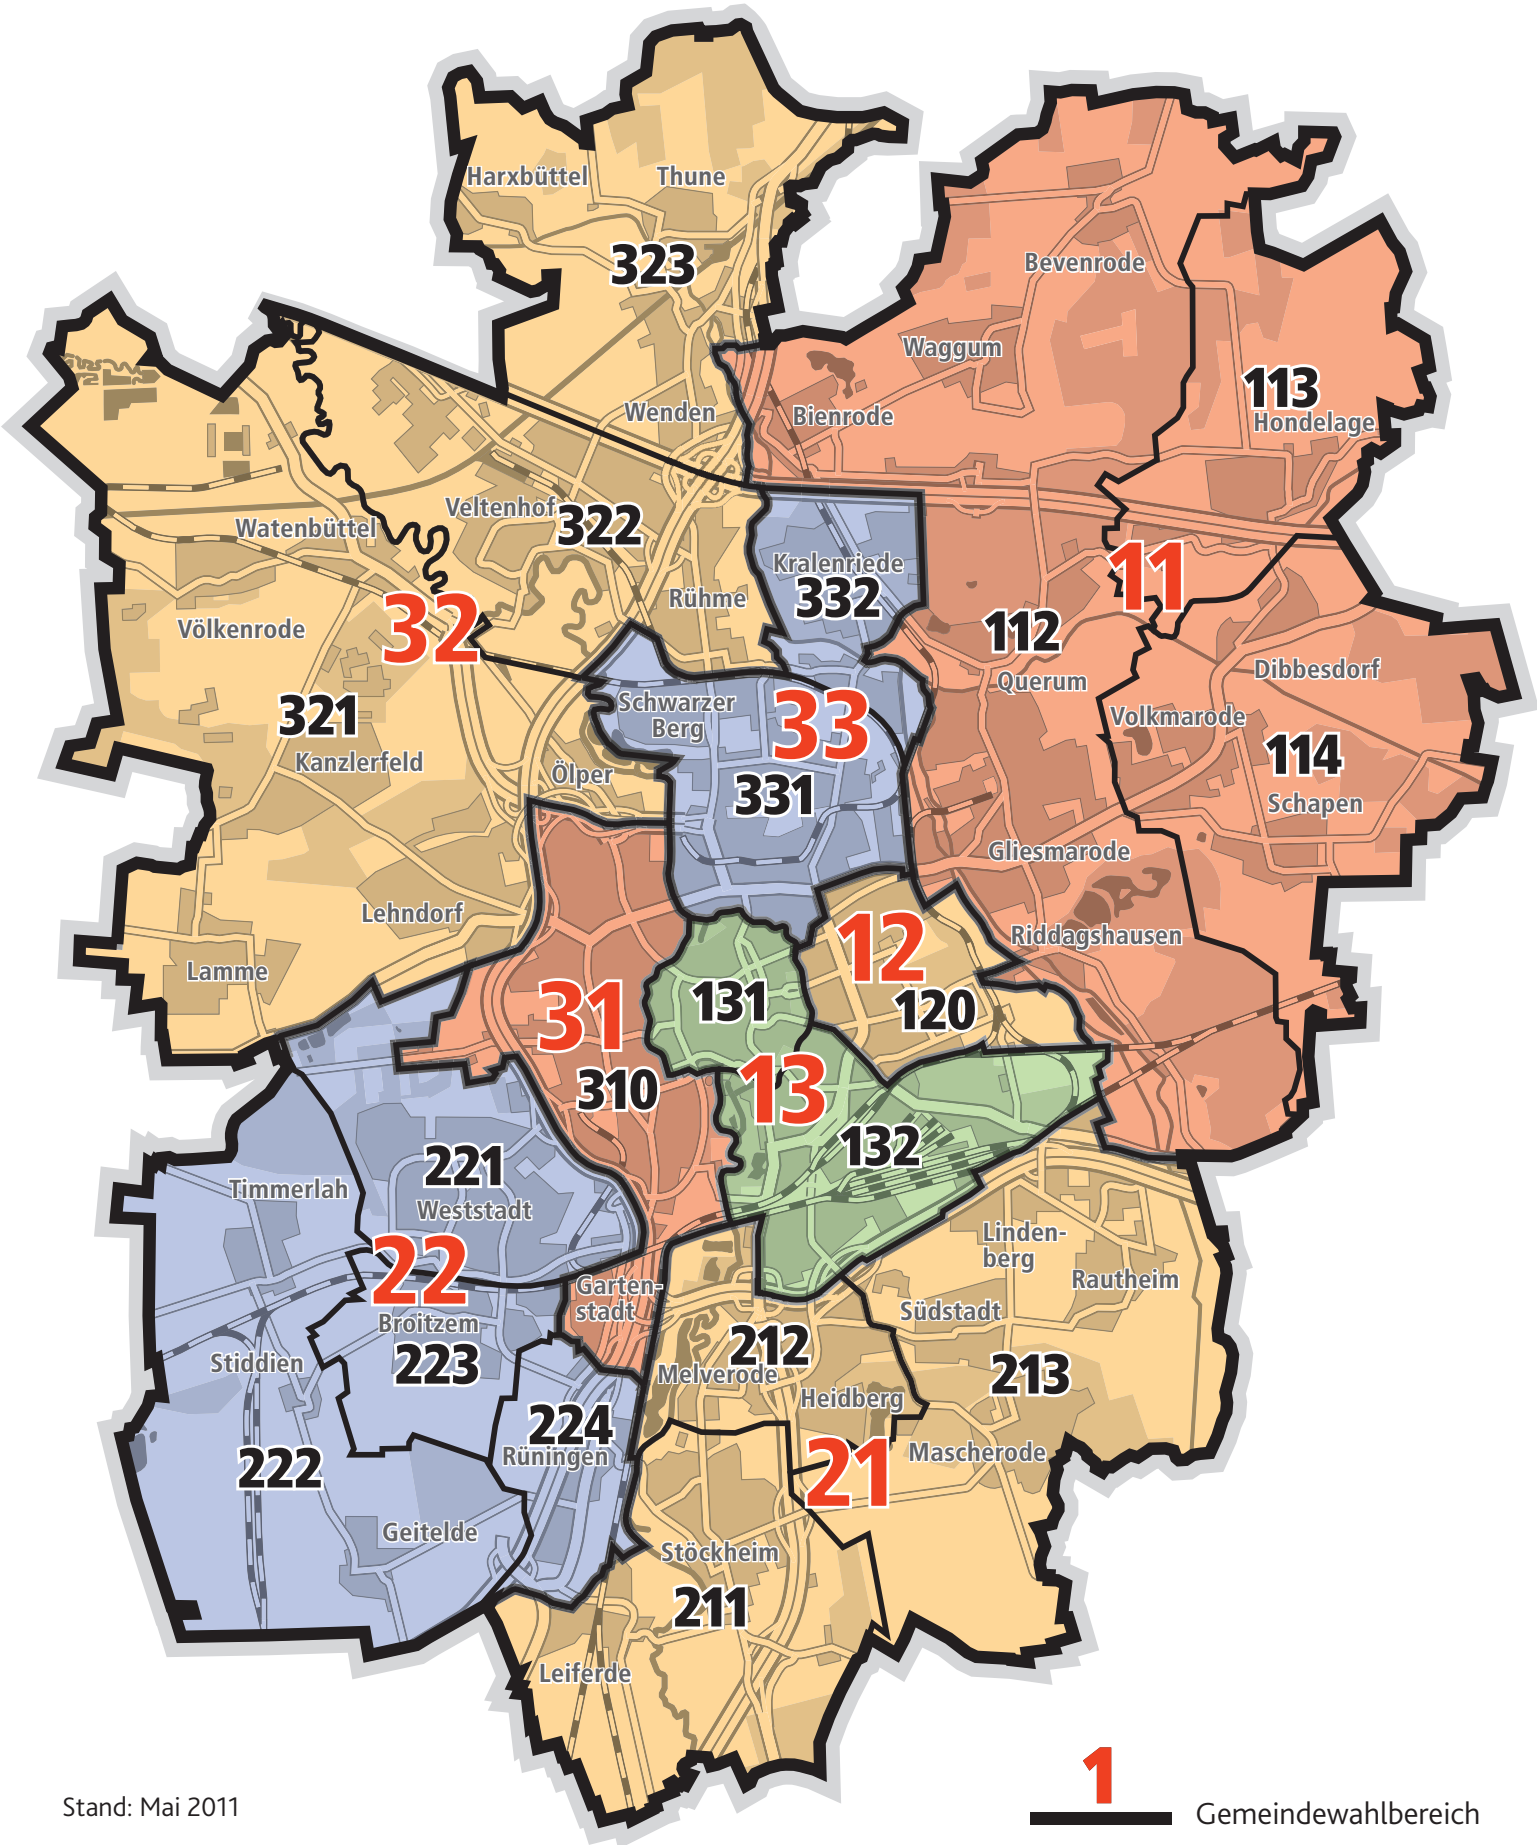 Harxbüttel
Thune
323
Bevenrode
Waggum
113
Hondelage
Wenden
Bienrode
Veltenhof
322
Watenbüttel
Kralenriede
332
11
Rühme
32
Völkenrode
112
Querum
Dibbesdorf
321
Schwarzer
Berg
33
Volkmarode
114
Kanzlerfeld
Ölper
331
Schapen
Gliesmarode
Lehndorf
12
Riddagshausen
Lamme
31
131
120
310
13
132
221
Timmerlah
Weststadt
22
Linden-
berg
Rautheim
Garten-
stadt
Südstadt
Broitzem
212
Stiddien
223
Melverode
213
Heidberg
224
Rüningen
Mascherode
222
21
Geitelde
Stöckheim
211
Leiferde
1
Stand: Mai 2011
Gemeindewahlbereich